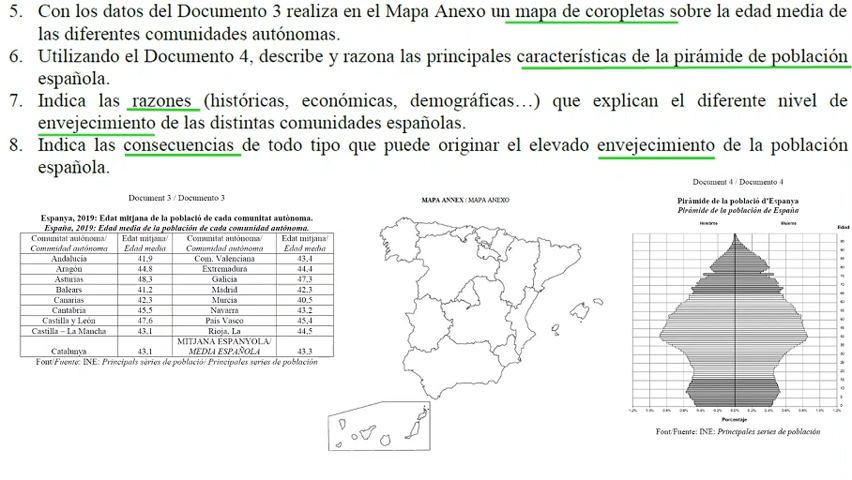 5. Con los datos del Documento 3 realiza en el Mapa Anexo un mapa de coropletas sobre la edad media de
las diferentes comunidades autónomas.
6. Utilizando el Documento 4, describe y razona las principales características de la pirámide de población
española.
7. Indica las razones (históricas, económicas, demográficas…) que explican el diferente nivel de
envejecimiento de las distintas comunidades españolas.
8. Indica las consecuencias de todo tipo que puede originar el elevado envejecimiento de la población
española.
Document 3 / Documento 3
Espanya, 2019: Edat mitjana de la població de cada comunitat autònoma.
España, 2019: Edad media de la población de cada comunidad autónoma.
Comunitat autònoma/ Edat mitjana/ Comunitat autònoma/ Edat mitjana/
Comunidad autónoma Edad media Comunidad autónoma Edad media
Andalucía 41,9 Com. Valenciana 43,4
Aragón 44,8 Extremadura 44,4
Asturias 48,3 Galicia 47,3
Balears 41,2 Madrid 42,3
Canarias 42,3 Murcia 40,5
Cantabria 45,5 Navarra 43,2
Castilla y León 47,6 País Vasco 45,4
Castilla – La Mancha 43,1 Rioja, La 44,5
MITJANA ESPANYOLA/
Catalunya 43,1 MEDIA ESPAÑOLA 43,3
Font/Fuente: INE: Principals sèries de població/ Principales series de población
MAPA ANNEX / MAPA ANEXO
Document 4 / Documento 4
Piràmide de la població d'Espanya
Pirámide de la población de España
Hombres Mujeres
Edad
Porcentaje
Font/Fuente: INE: Principales series de población